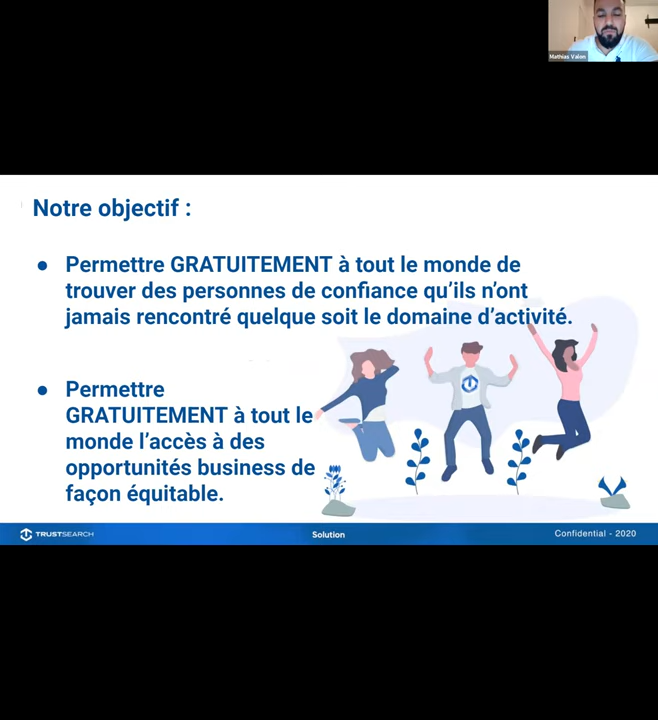 Mathias Valen
Notre objectif :
● Permettre GRATUITEMENT à tout le monde de
trouver des personnes de confiance qu'ils n'ont
jamais rencontré quelque soit le domaine d'activité.
● Permettre
GRATUITEMENT à tout le
monde l'accès à des
opportunités business de
façon équitable.
TRUSTSEARCH
Solution
Confidential - 2020